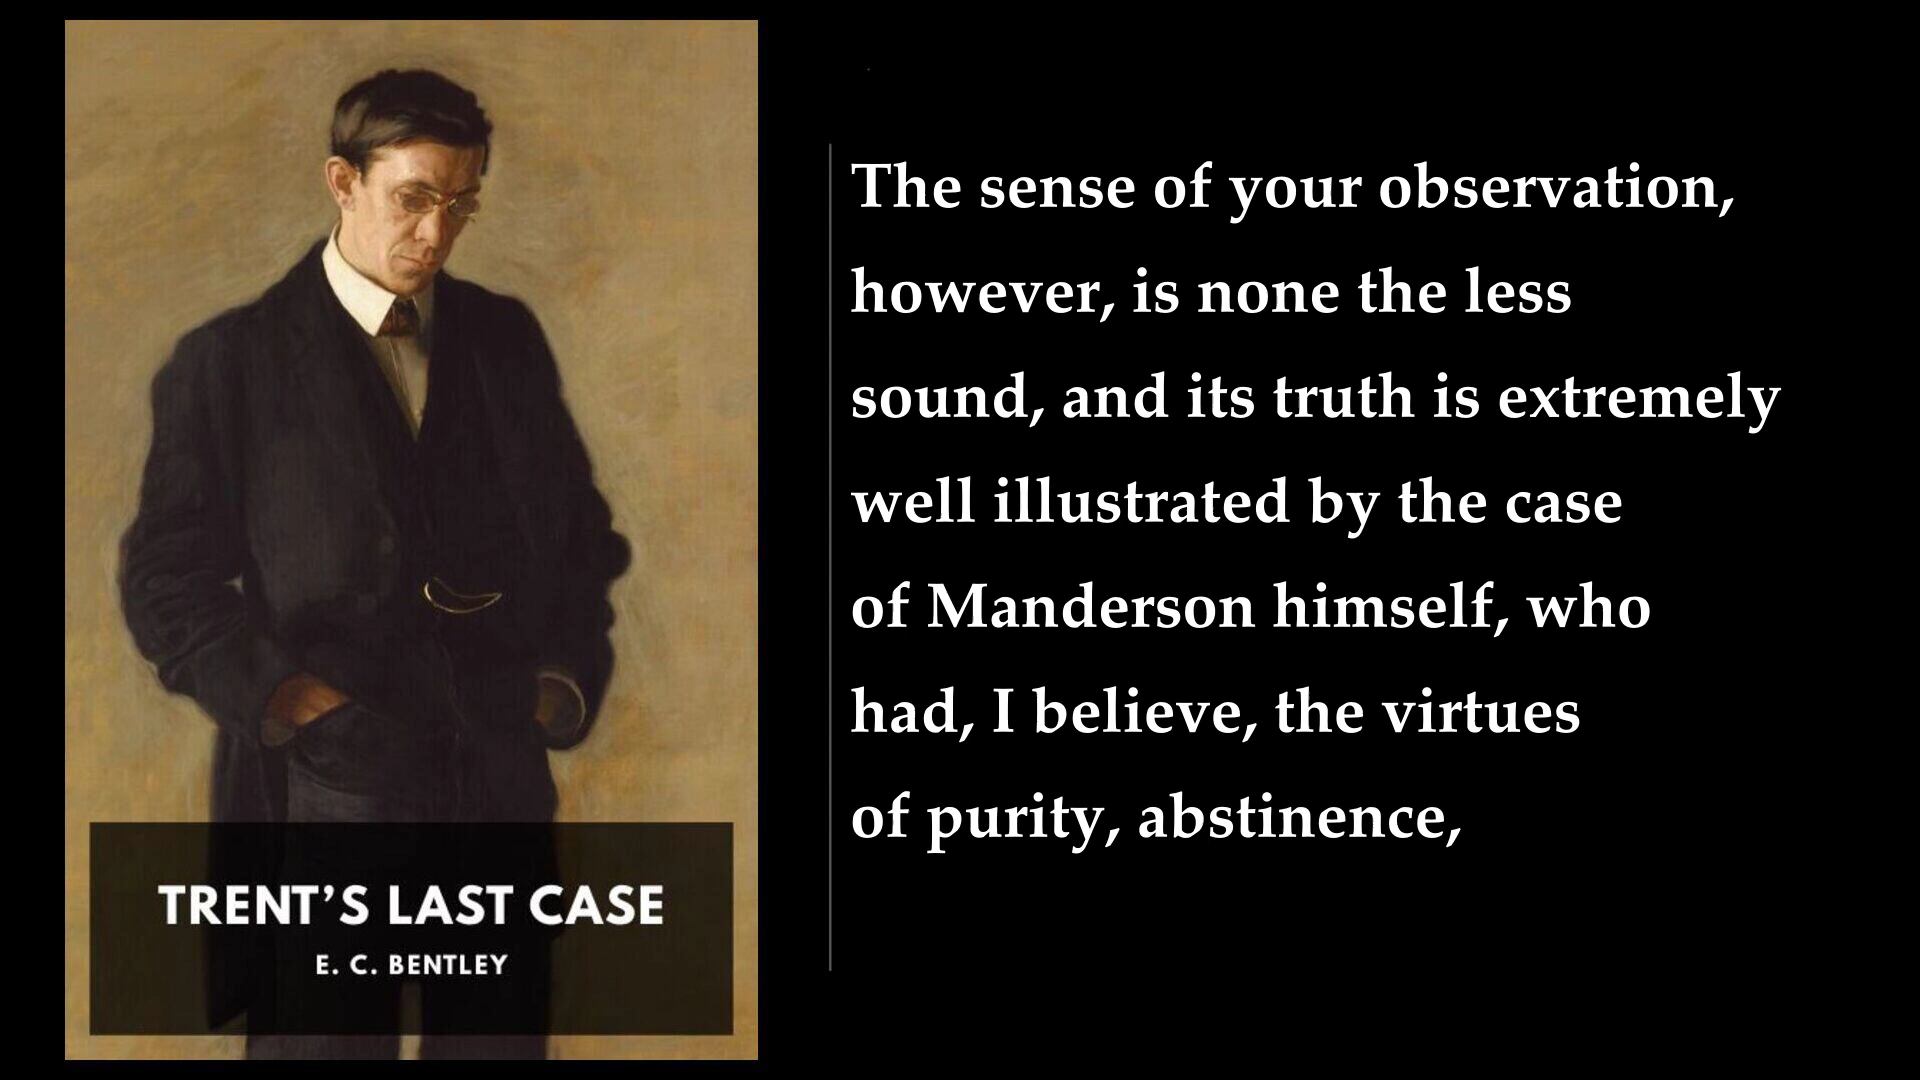 TRENT’S LAST CASE
E. C. BENTLEY
The sense of your observation,
however, is none the less
sound, and its truth is extremely
well illustrated by the case
of Manderson himself, who
had, I believe, the virtues
of purity, abstinence,